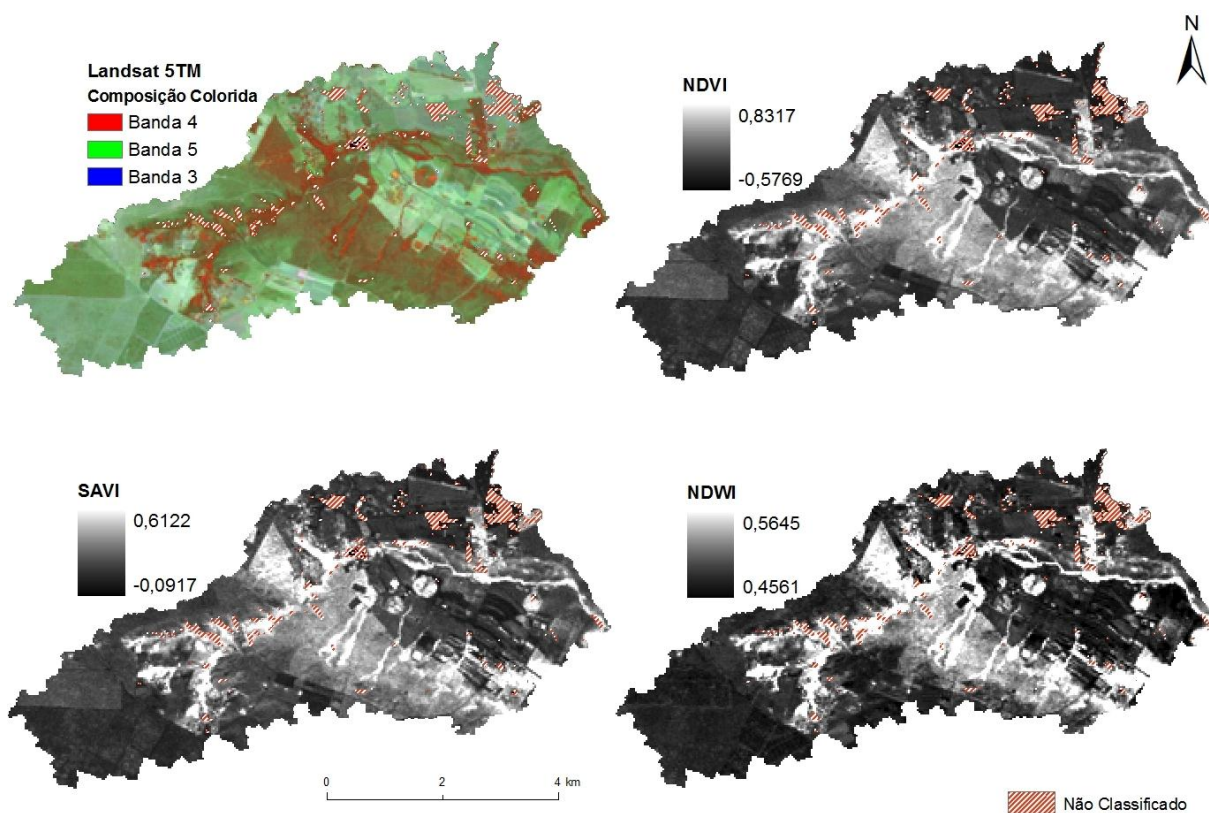 N
Landsat 5TM
Composição Colorida
Banda 4
Banda 5
Banda 3
NDVI
0,8317
-0,5769
SAVI
0,6122
-0,0917
NDWI
0,5645
0,4561
0 2 4 km
Não Classificado